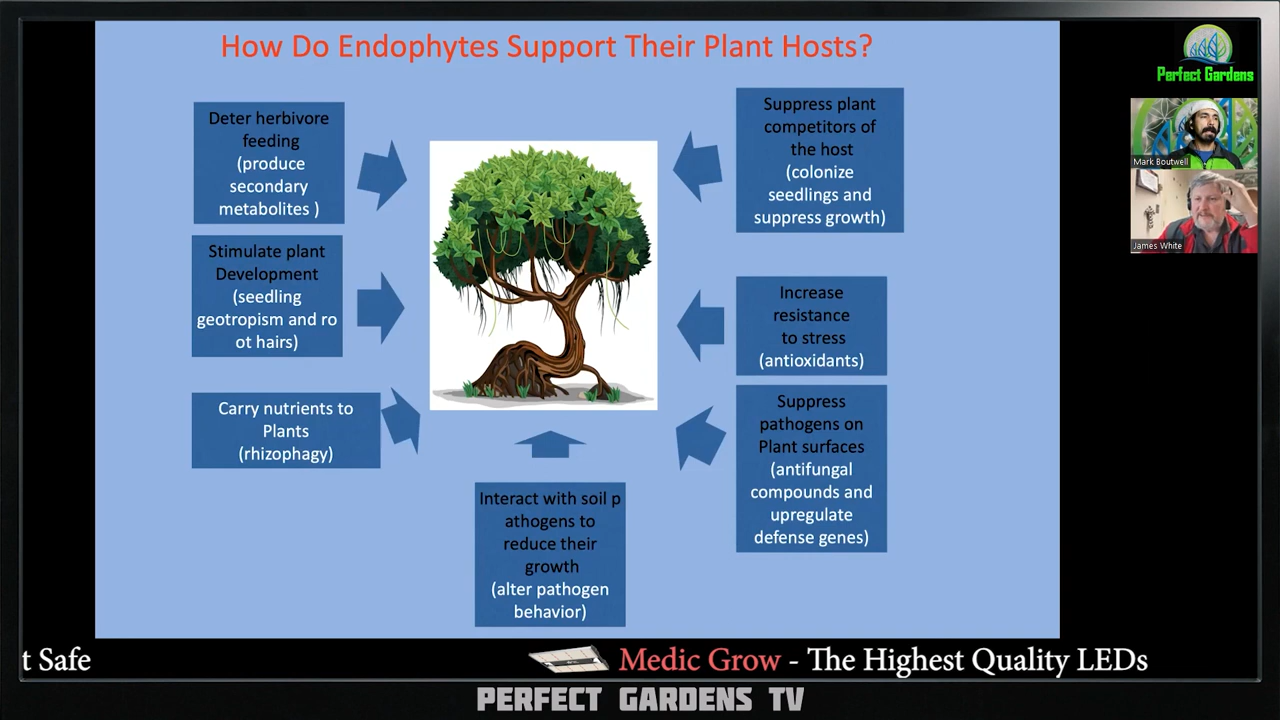 How Do Endophytes Support Their Plant Hosts?
Deter herbivore
feeding
(produce
secondary
metabolites )
Stimulate plant
Development
(seedling
geotropism and ro
ot hairs)
Carry nutrients to
Plants
(rhizophagy)
Interact with soil p
athogens to
reduce their
growth
(alter pathogen
behavior)
Suppress plant
competitors of
the host
(colonize
seedlings and
suppress growth)
Increase
resistance
to stress
(antioxidants)
Suppress
pathogens on
Plant surfaces
(antifungal
compounds and
upregulate
defense genes)
Perfect Gardens
Mark Boutwell
James White
t Safe
Medic Grow - The Highest Quality LEDs
PERFECT GARDENS TV